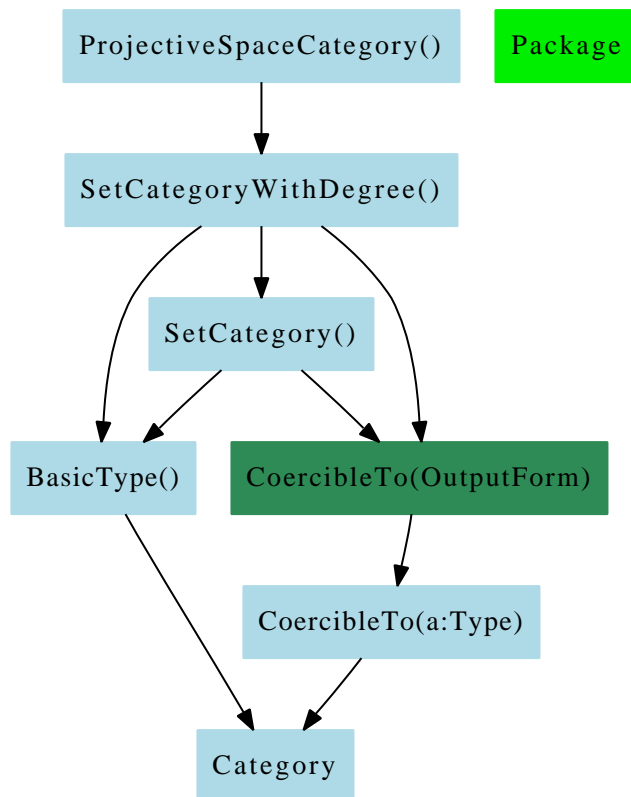 ProjectiveSpaceCategory()
Package
SetCategoryWithDegree()
SetCategory()
BasicType()
CoercibleTo(OutputForm)
CoercibleTo(a:Type)
Category